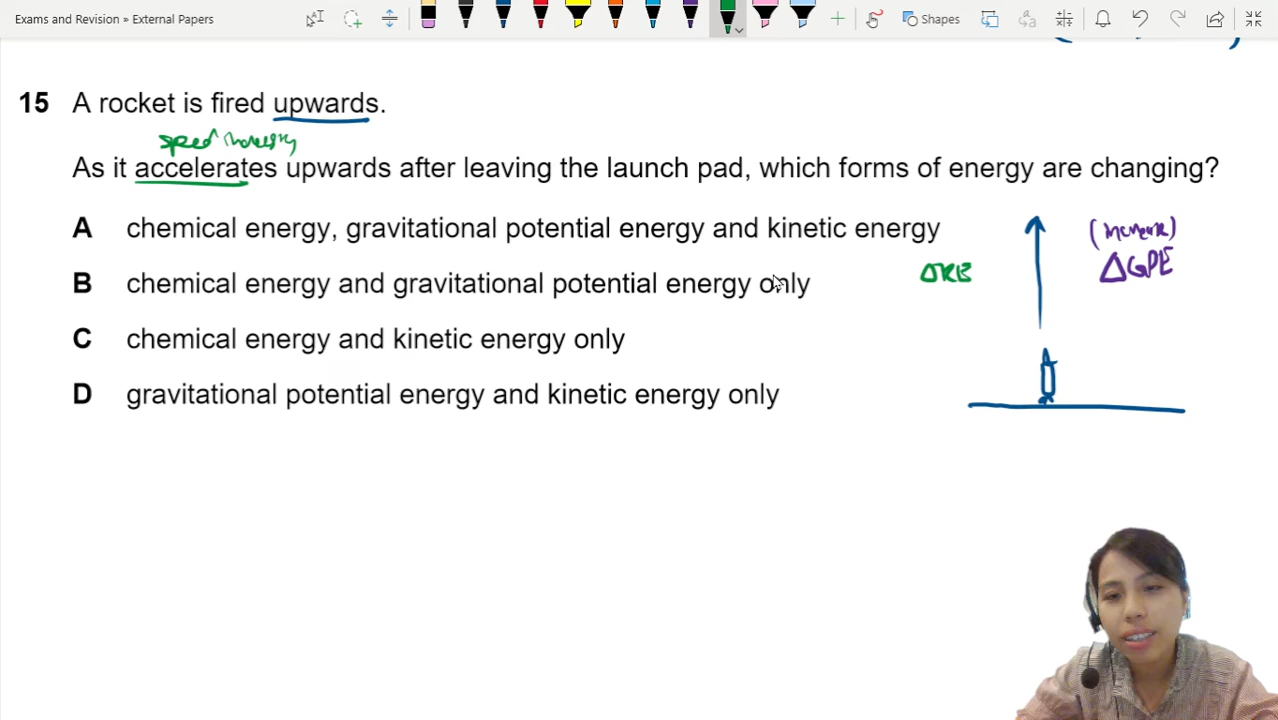 Exams and Revision » External Papers
Shapes
15 A rocket is fired upwards.
speed increasing
As it accelerates upwards after leaving the launch pad, which forms of energy are changing?
A chemical energy, gravitational potential energy and kinetic energy
(increase)
B chemical energy and gravitational potential energy only
ΔKE
ΔGPE
C chemical energy and kinetic energy only
D gravitational potential energy and kinetic energy only